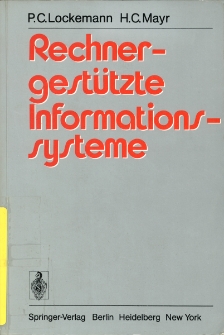 P.C.Lockemann H.C.Mayr
Rechner-
gestützte
Informations-
systeme
Springer-Verlag Berlin Heidelberg New York